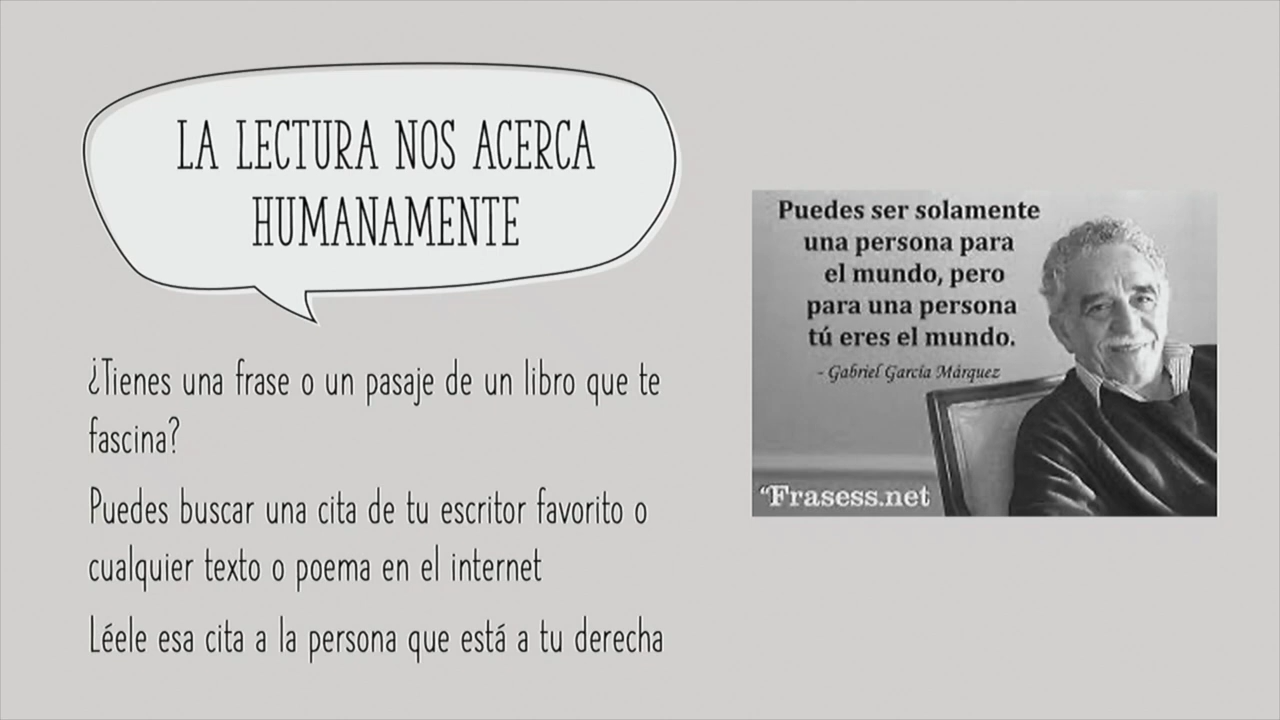 LA LECTURA NOS ACERCA
HUMANAMENTE
¿Tienes una frase o un pasaje de un libro que te
fascina?
Puedes buscar una cita de tu escritor favorito o
cualquier texto o poema en el internet
Léele esa cita a la persona que está a tu derecha
Puedes ser solamente
una persona para
el mundo, pero
para una persona
tú eres el mundo.
- Gabriel García Márquez
“Frasess.net